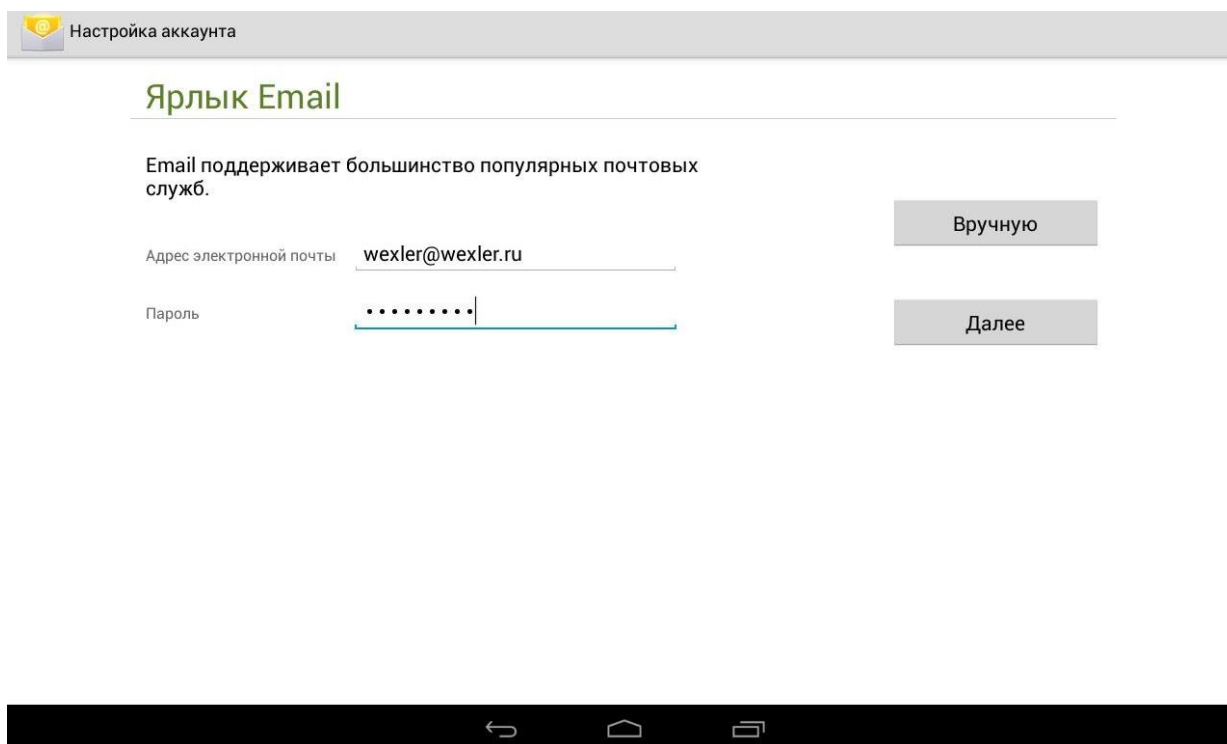 Настройка аккаунта
Ярлык Email
Email поддерживает большинство популярных почтовых
служб.
Вручную
Адрес электронной почты wexler@wexler.ru
Пароль •••••••••
Далее